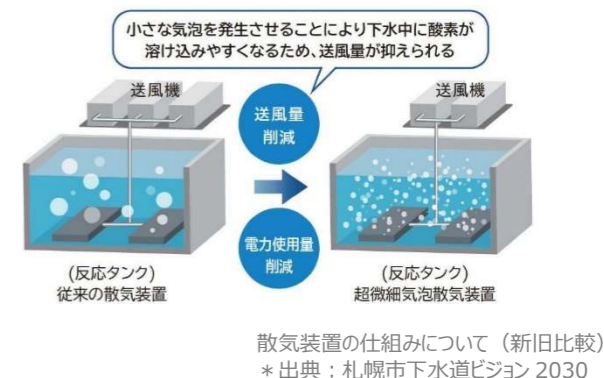 小さな気泡を発生させることにより下水中に酸素が
溶け込みやすくなるため、送風量が抑えられる
送風機
送風量
削減
電力使用量
削減
送風機
(反応タンク)
従来の散気装置
(反応タンク)
超微細気泡散気装置
散気装置の仕組みについて（新旧比較）
＊出典：札幌市下水道ビジョン 2030